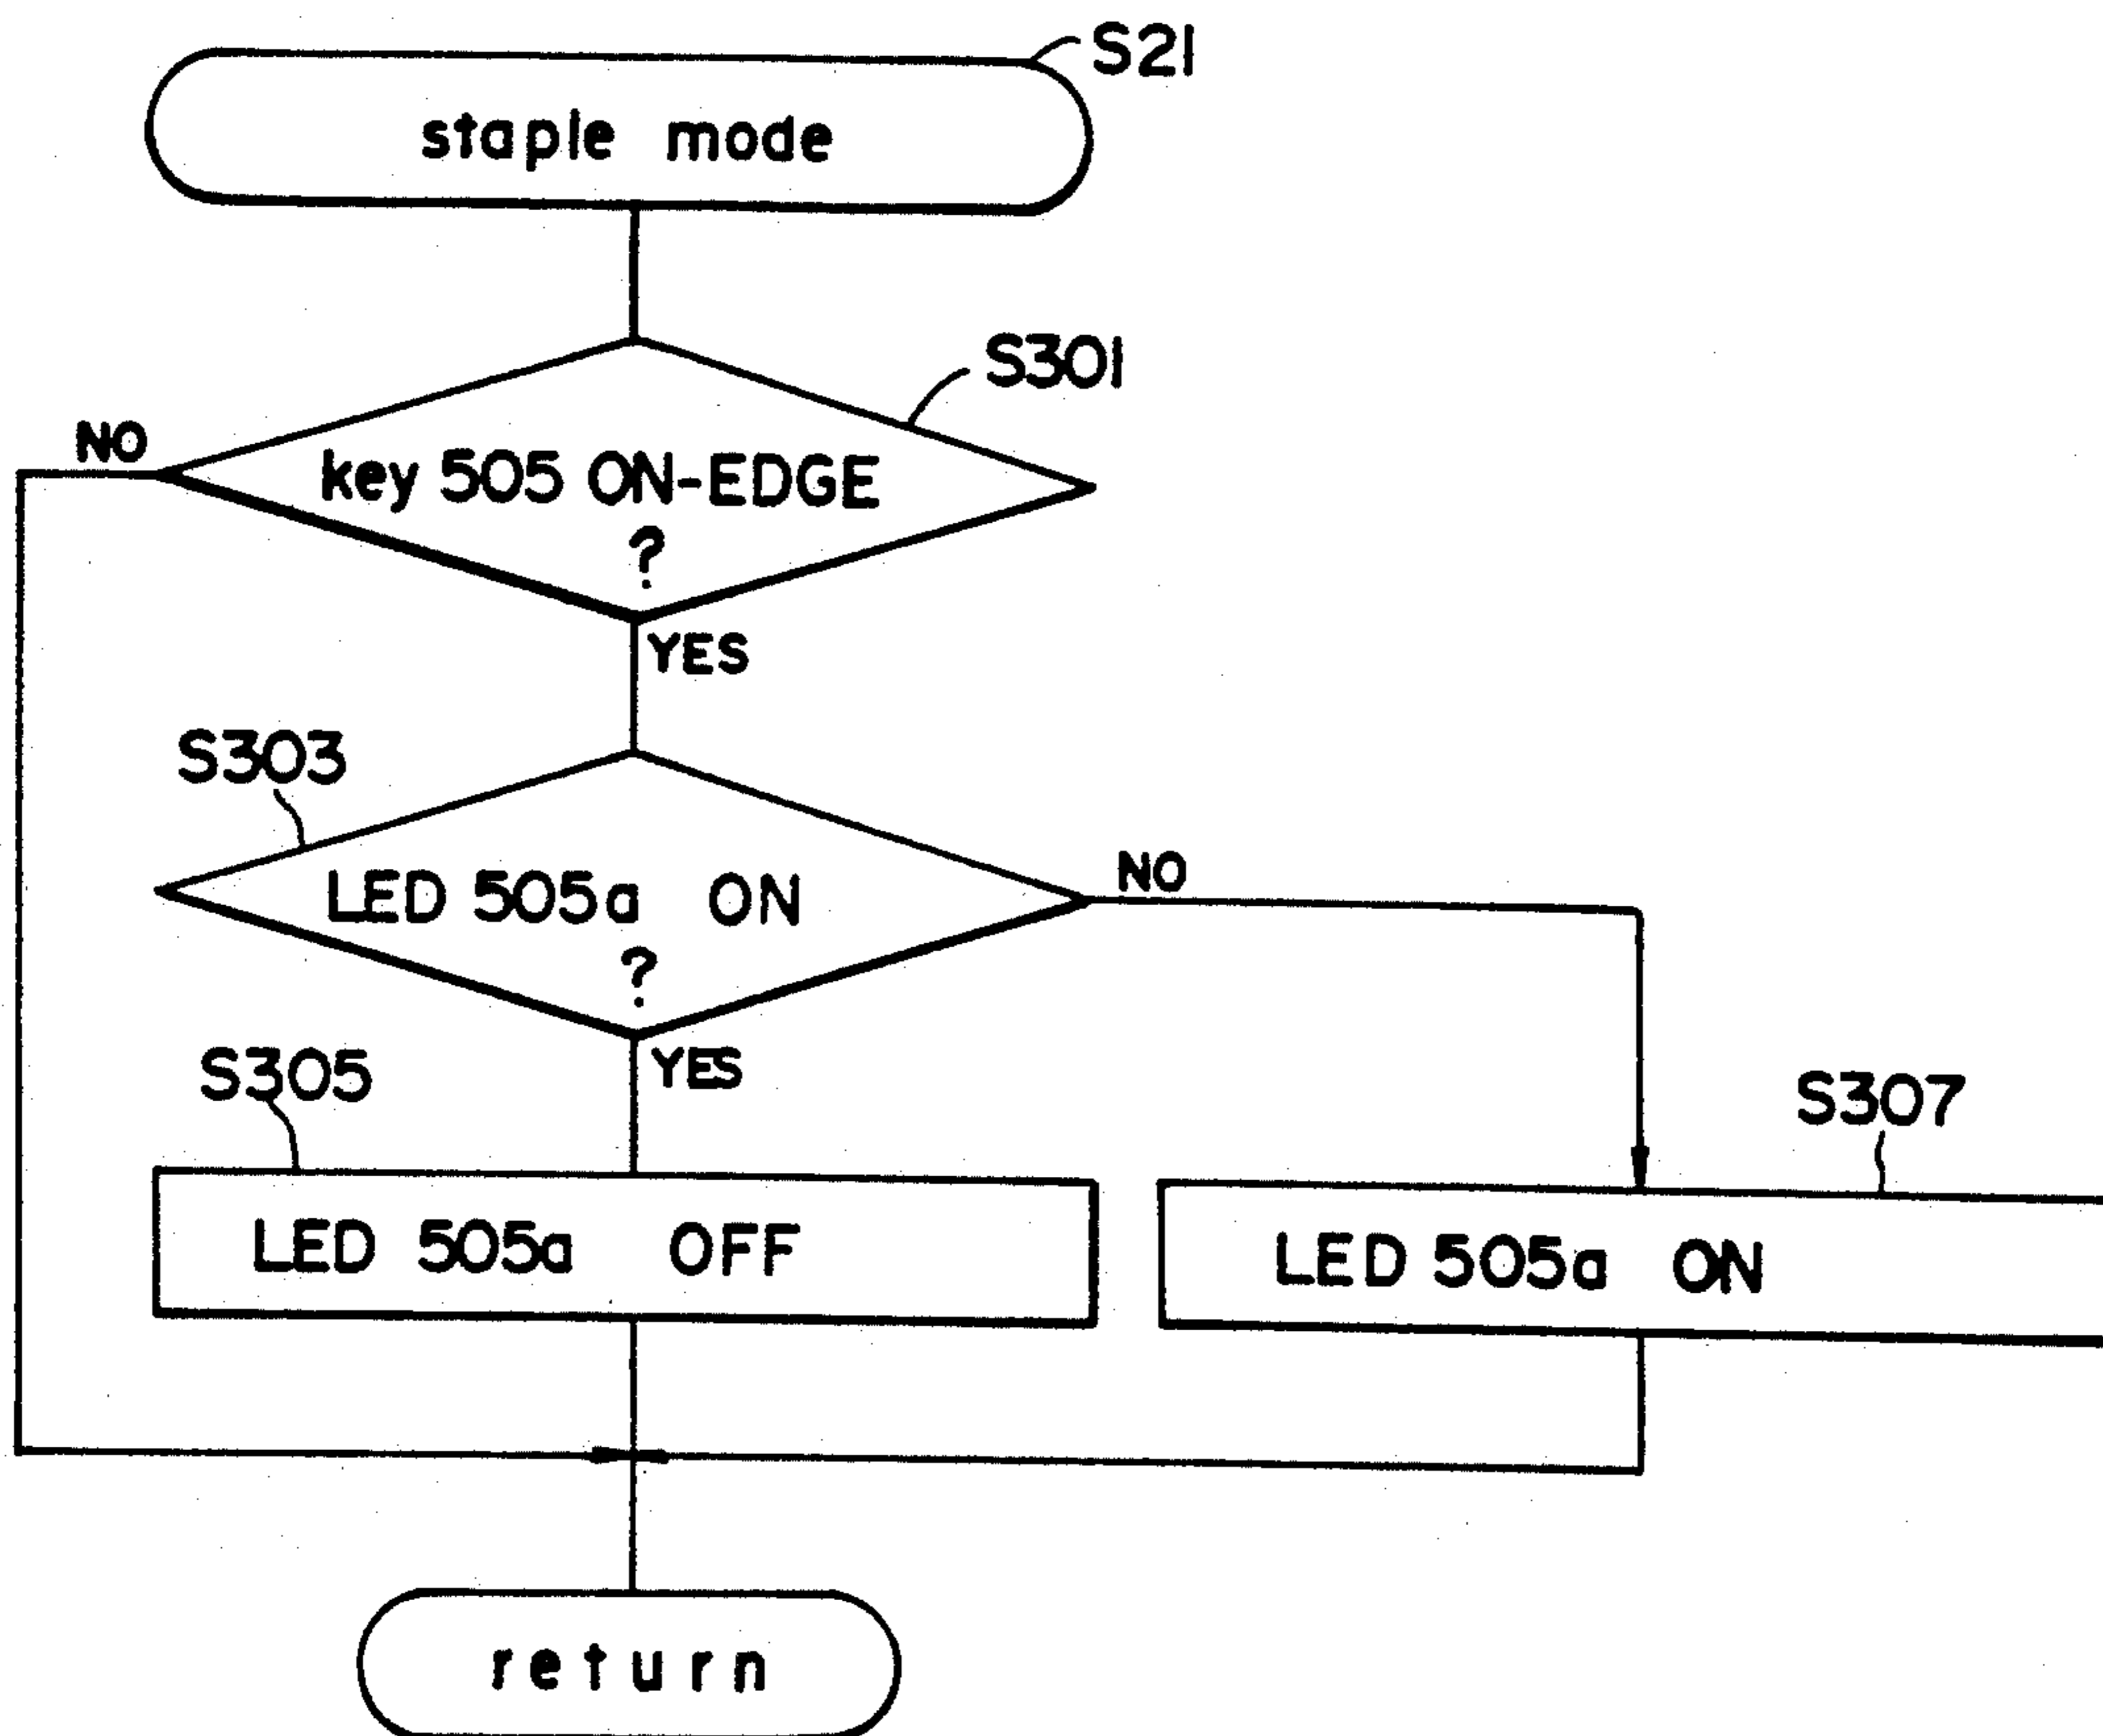 S21
staple mode
S301
NO
key 505 ON-EDGE
?
YES
S303
NO
LED 505a ON
?
YES
S305
S307
LED 505a OFF
LED 505a ON
return